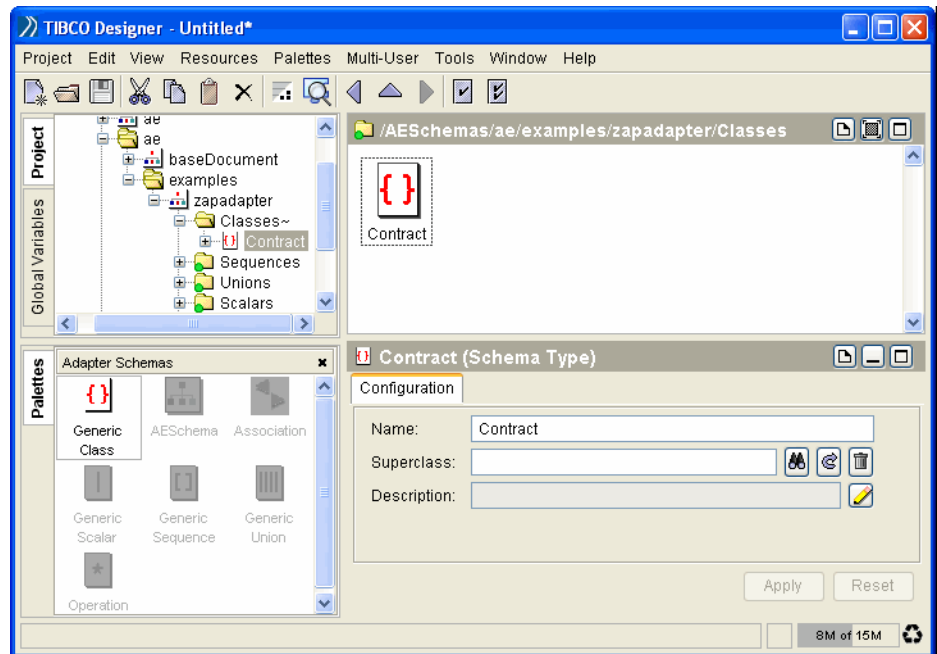 TIBCO Designer - Untitled*
Project Edit View Resources Palettes Multi-User Tools Window Help
Project
Global Variables
ae
ae
baseDocument
examples
zapadapter
Classes~
Contract
Sequences
Unions
Scalars
/AESchemas/ae/examples/zapadapter/Classes
Contract
Palettes
Adapter Schemas
Generic Class
AESchema
Association
Generic Scalar
Generic Sequence
Generic Union
Operation
Contract (Schema Type)
Configuration
Name: Contract
Superclass:
Description:
Apply Reset
8M of 15M